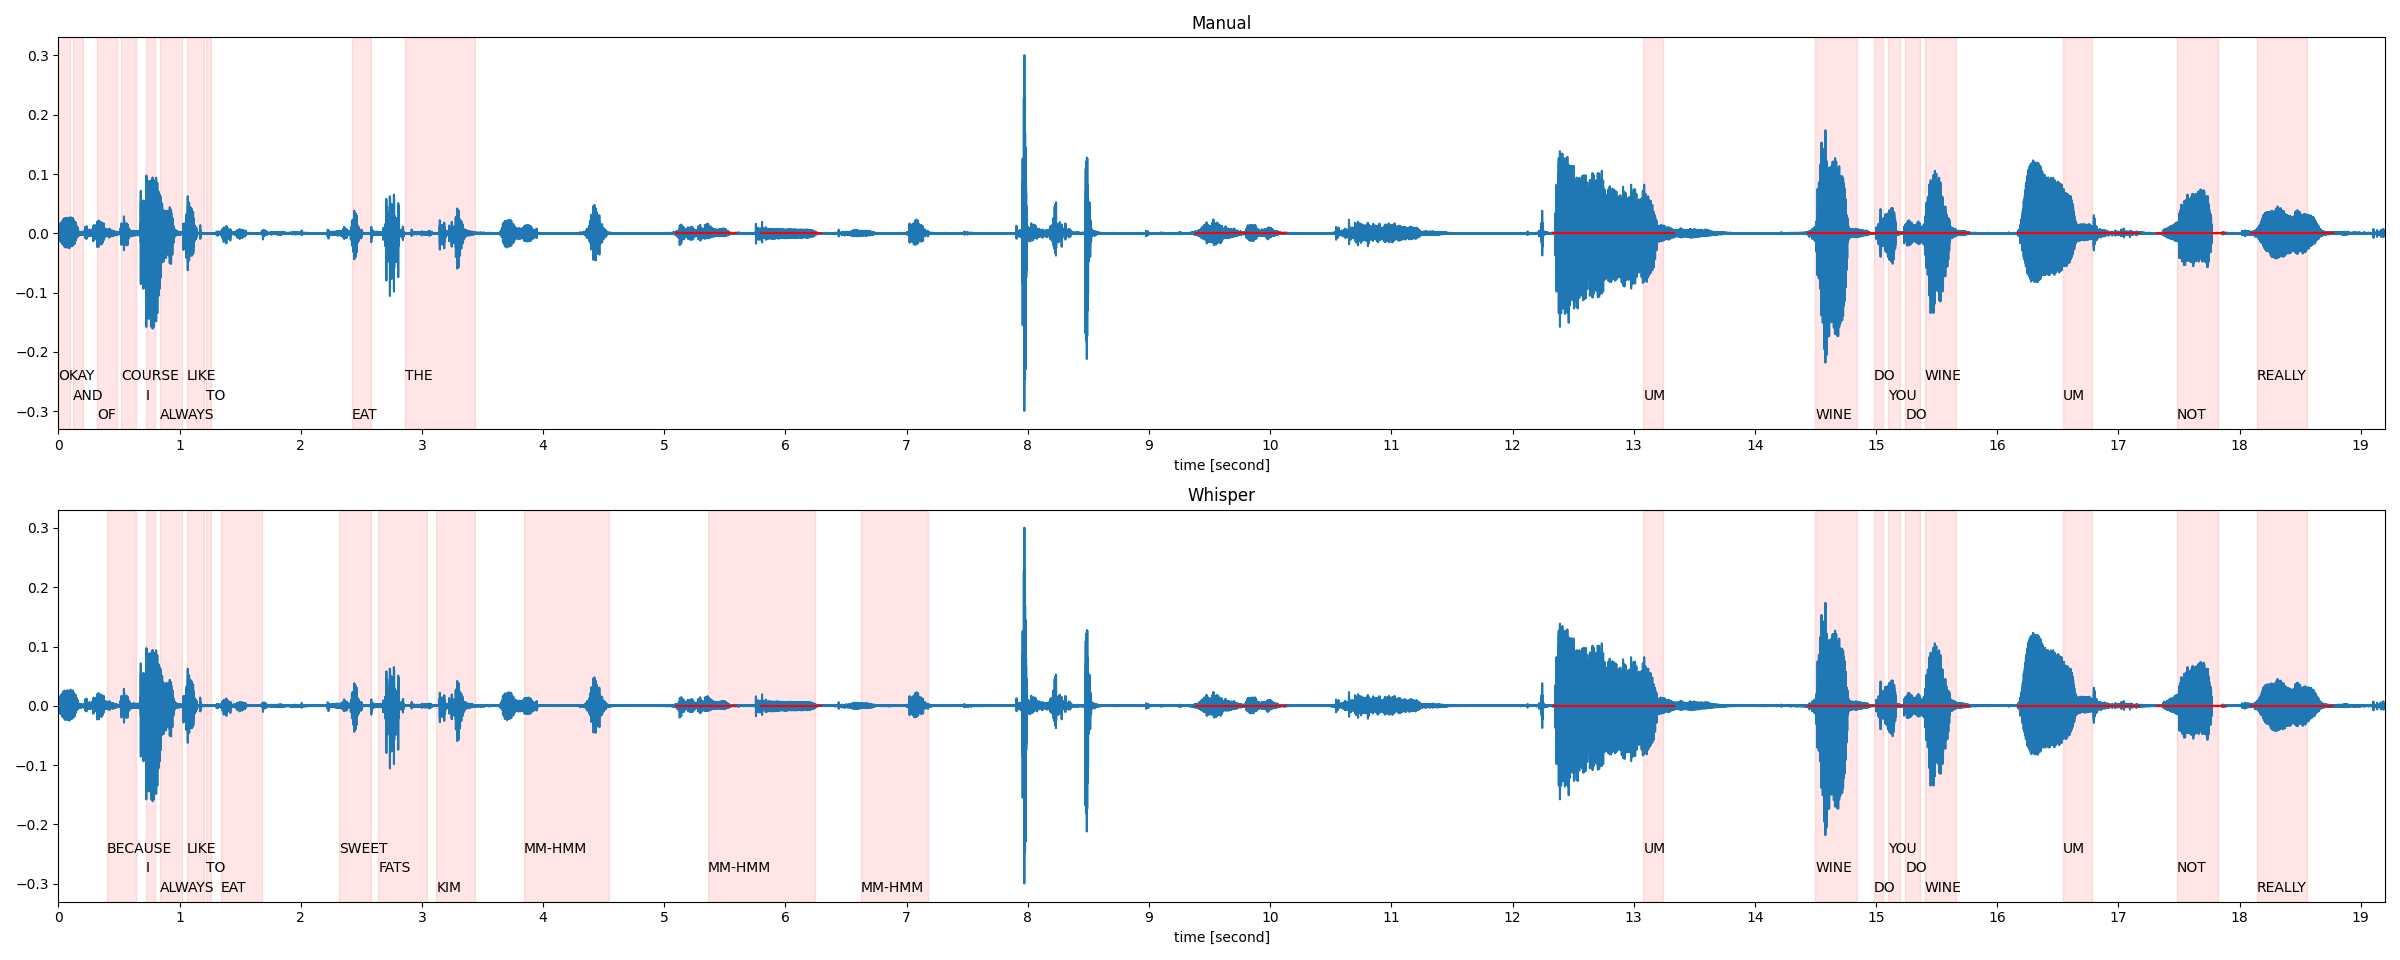 Manual
0.3
0.2
0.1
0.0
−0.1
−0.2
−0.3
OKAY COURSE LIKE THE DO WINE REALLY
AND I TO UM YOU UM
OF ALWAYS EAT WINE DO NOT
0 1 2 3 4 5 6 7 8 9 10 11 12 13 14 15 16 17 18 19
time [second]
Whisper
0.3
0.2
0.1
0.0
−0.1
−0.2
−0.3
BECAUSE LIKE SWEET MM-HMM MM-HMM UM YOU UM
I TO FATS WINE DO NOT
ALWAYS EAT KIM MM-HMM DO WINE REALLY
0 1 2 3 4 5 6 7 8 9 10 11 12 13 14 15 16 17 18 19
time [second]